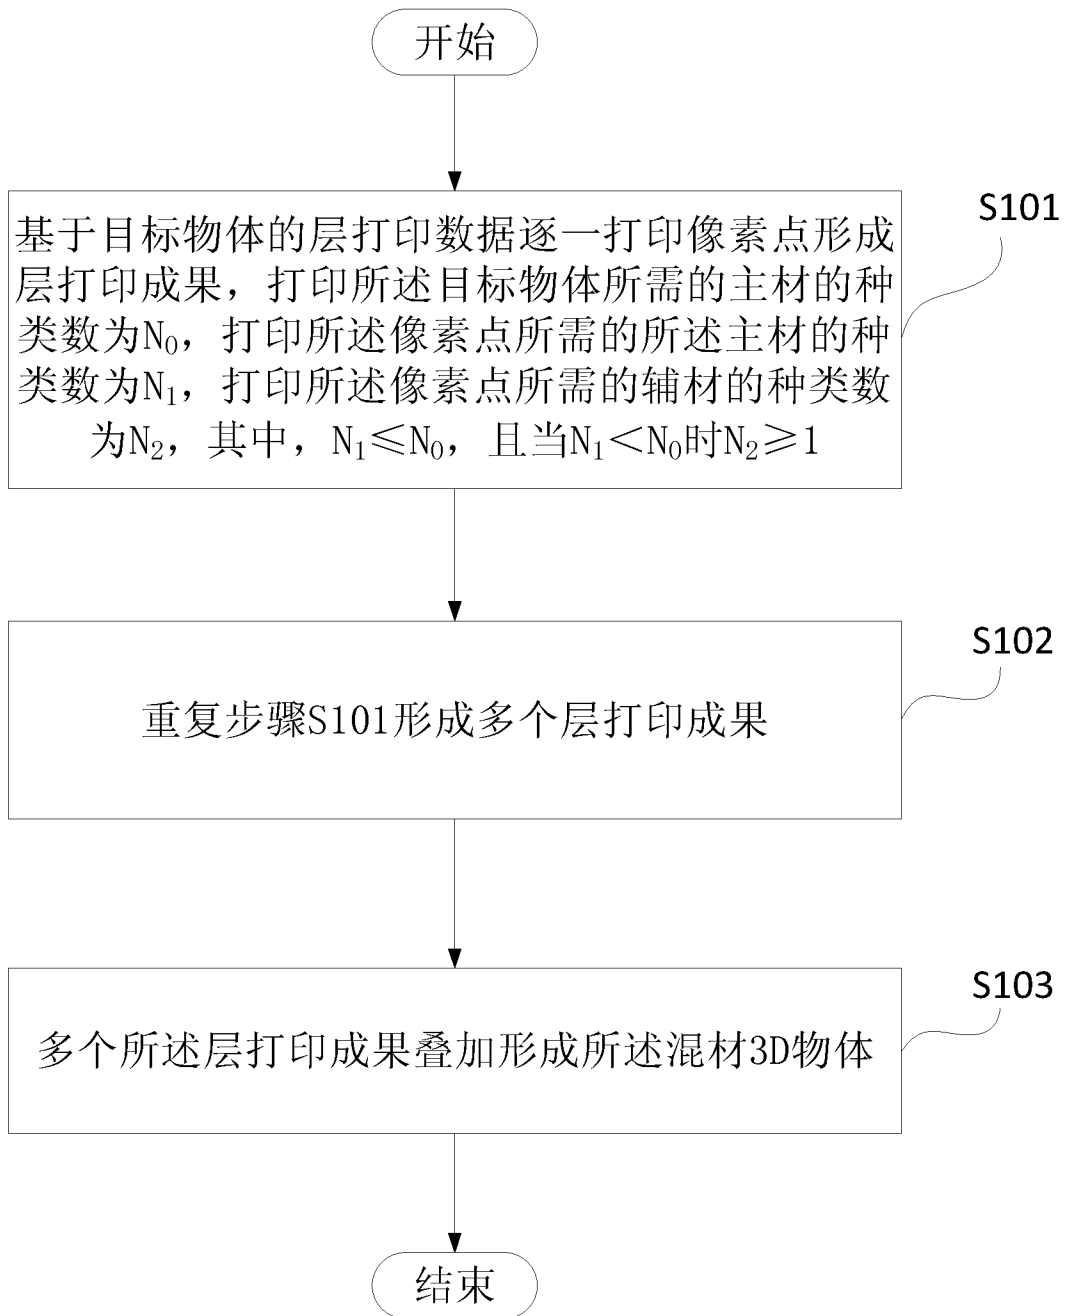 开始
S101
基于目标物体的层打印数据逐一打印像素点形成
层打印成果，打印所述目标物体所需的主材的种
类数为N₀，打印所述像素点所需的所述主材的种
类数为N₁，打印所述像素点所需的辅材的种类数
为N₂，其中，N₁≤N₀，且当N₁<N₀时N₂≥1
S102
重复步骤S101形成多个层打印成果
S103
多个所述层打印成果叠加形成所述混材3D物体
结束